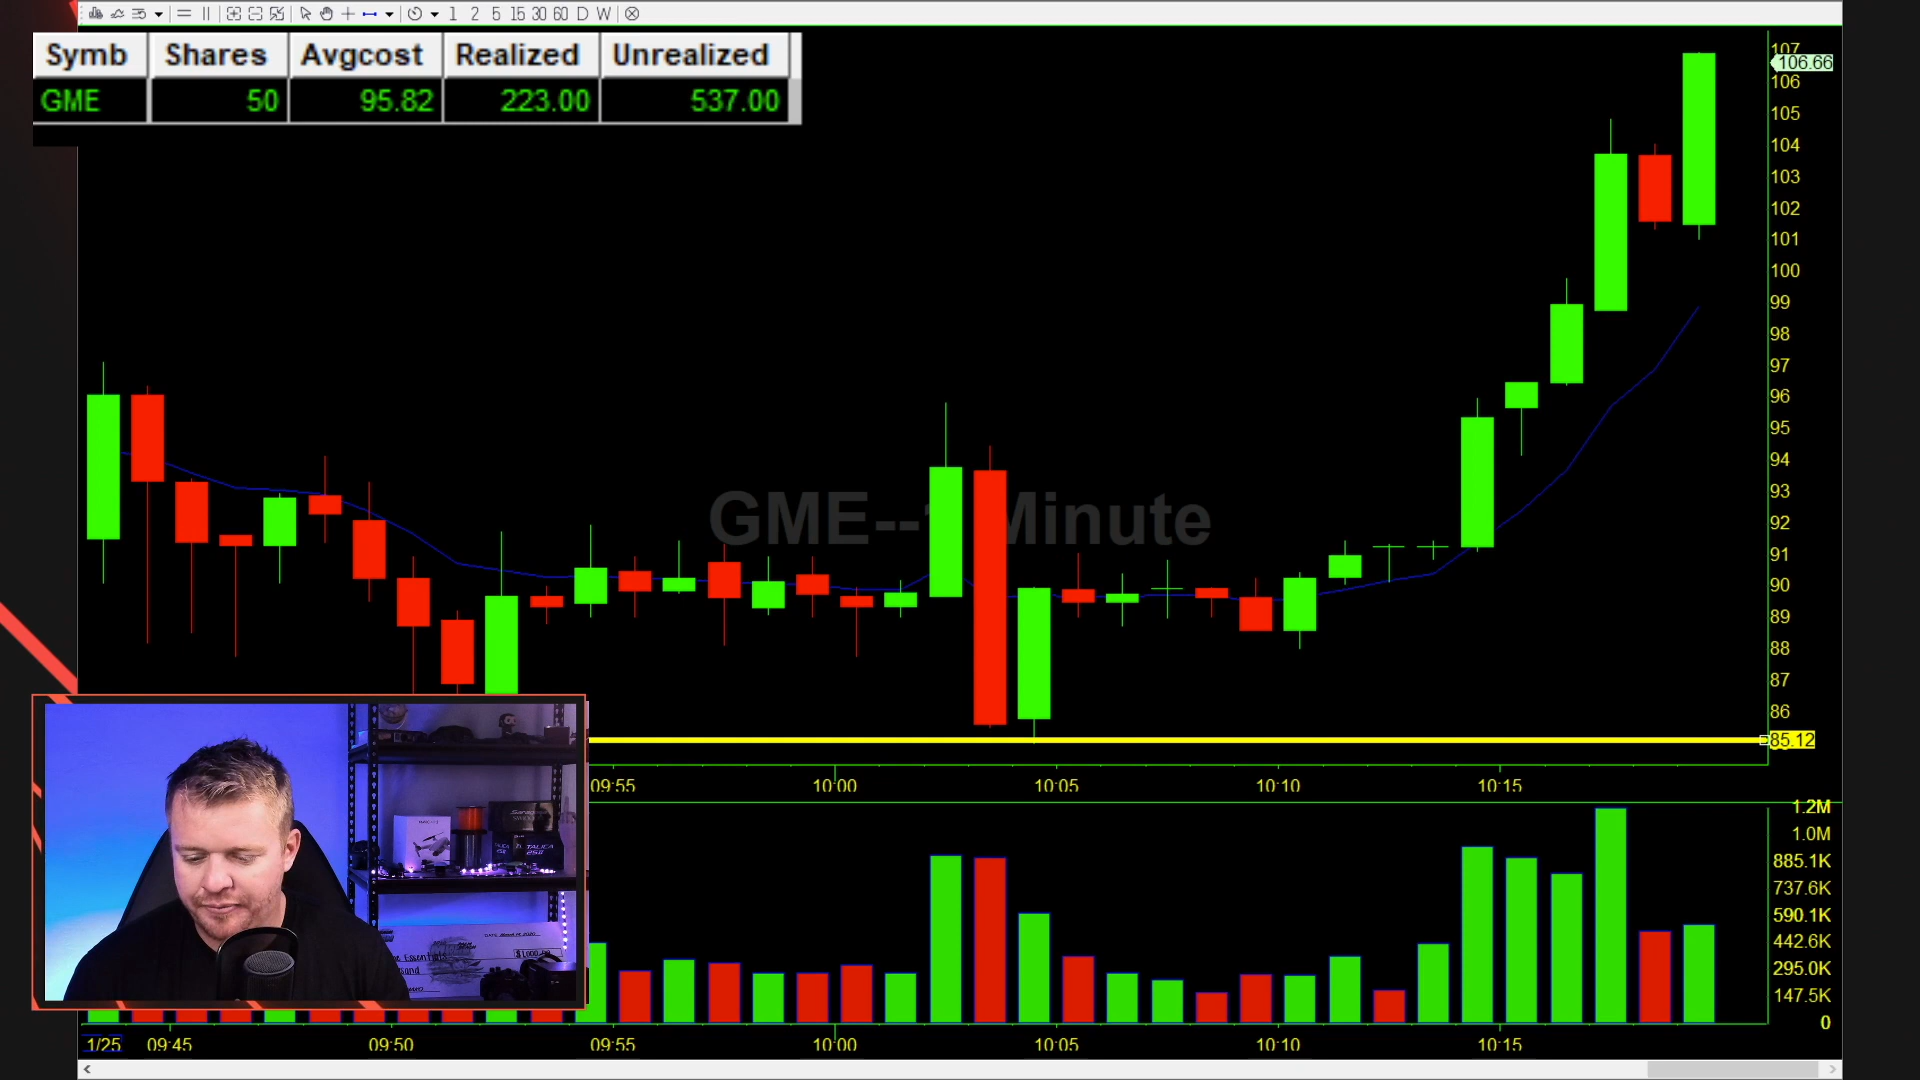 1 2 5 15 30 60 D W
Symb Shares Avgcost Realized Unrealized
GME 50 95.82 223.00 537.00
107
106.66
106
105
104
103
102
101
100
99
98
97
96
95
94
93
92
91
90
89
88
87
86
85.12
GME--1 Minute
09:55 10:00 10:05 10:10 10:15
1.2M
1.0M
885.1K
737.6K
590.1K
442.6K
295.0K
147.5K
0
1/25 09:45 09:50 09:55 10:00 10:05 10:10 10:15